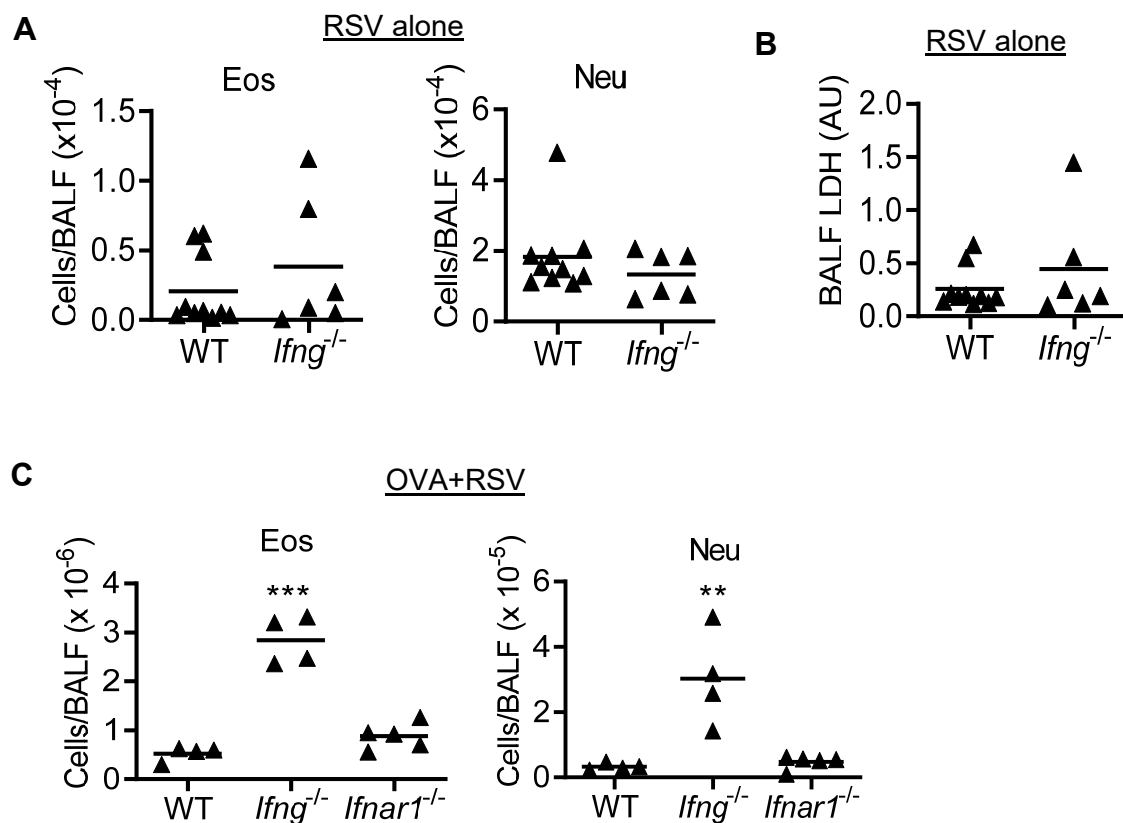 A
RSV alone
Eos
Cells/BALF (x10⁻⁴)
1.5
1.0
0.5
0.0
WT
Ifng⁻/⁻
Neu
Cells/BALF (x10⁻⁴)
6
4
2
0
WT
Ifng⁻/⁻
B
RSV alone
BALF LDH (AU)
2.0
1.5
1.0
0.5
0.0
WT
Ifng⁻/⁻
C
OVA+RSV
Eos
Cells/BALF (x 10⁻⁶)
4
3
2
1
0
***
WT
Ifng⁻/⁻
Ifnar1⁻/⁻
Neu
Cells/BALF (x 10⁻⁵)
6
4
2
0
**
WT
Ifng⁻/⁻
Ifnar1⁻/⁻